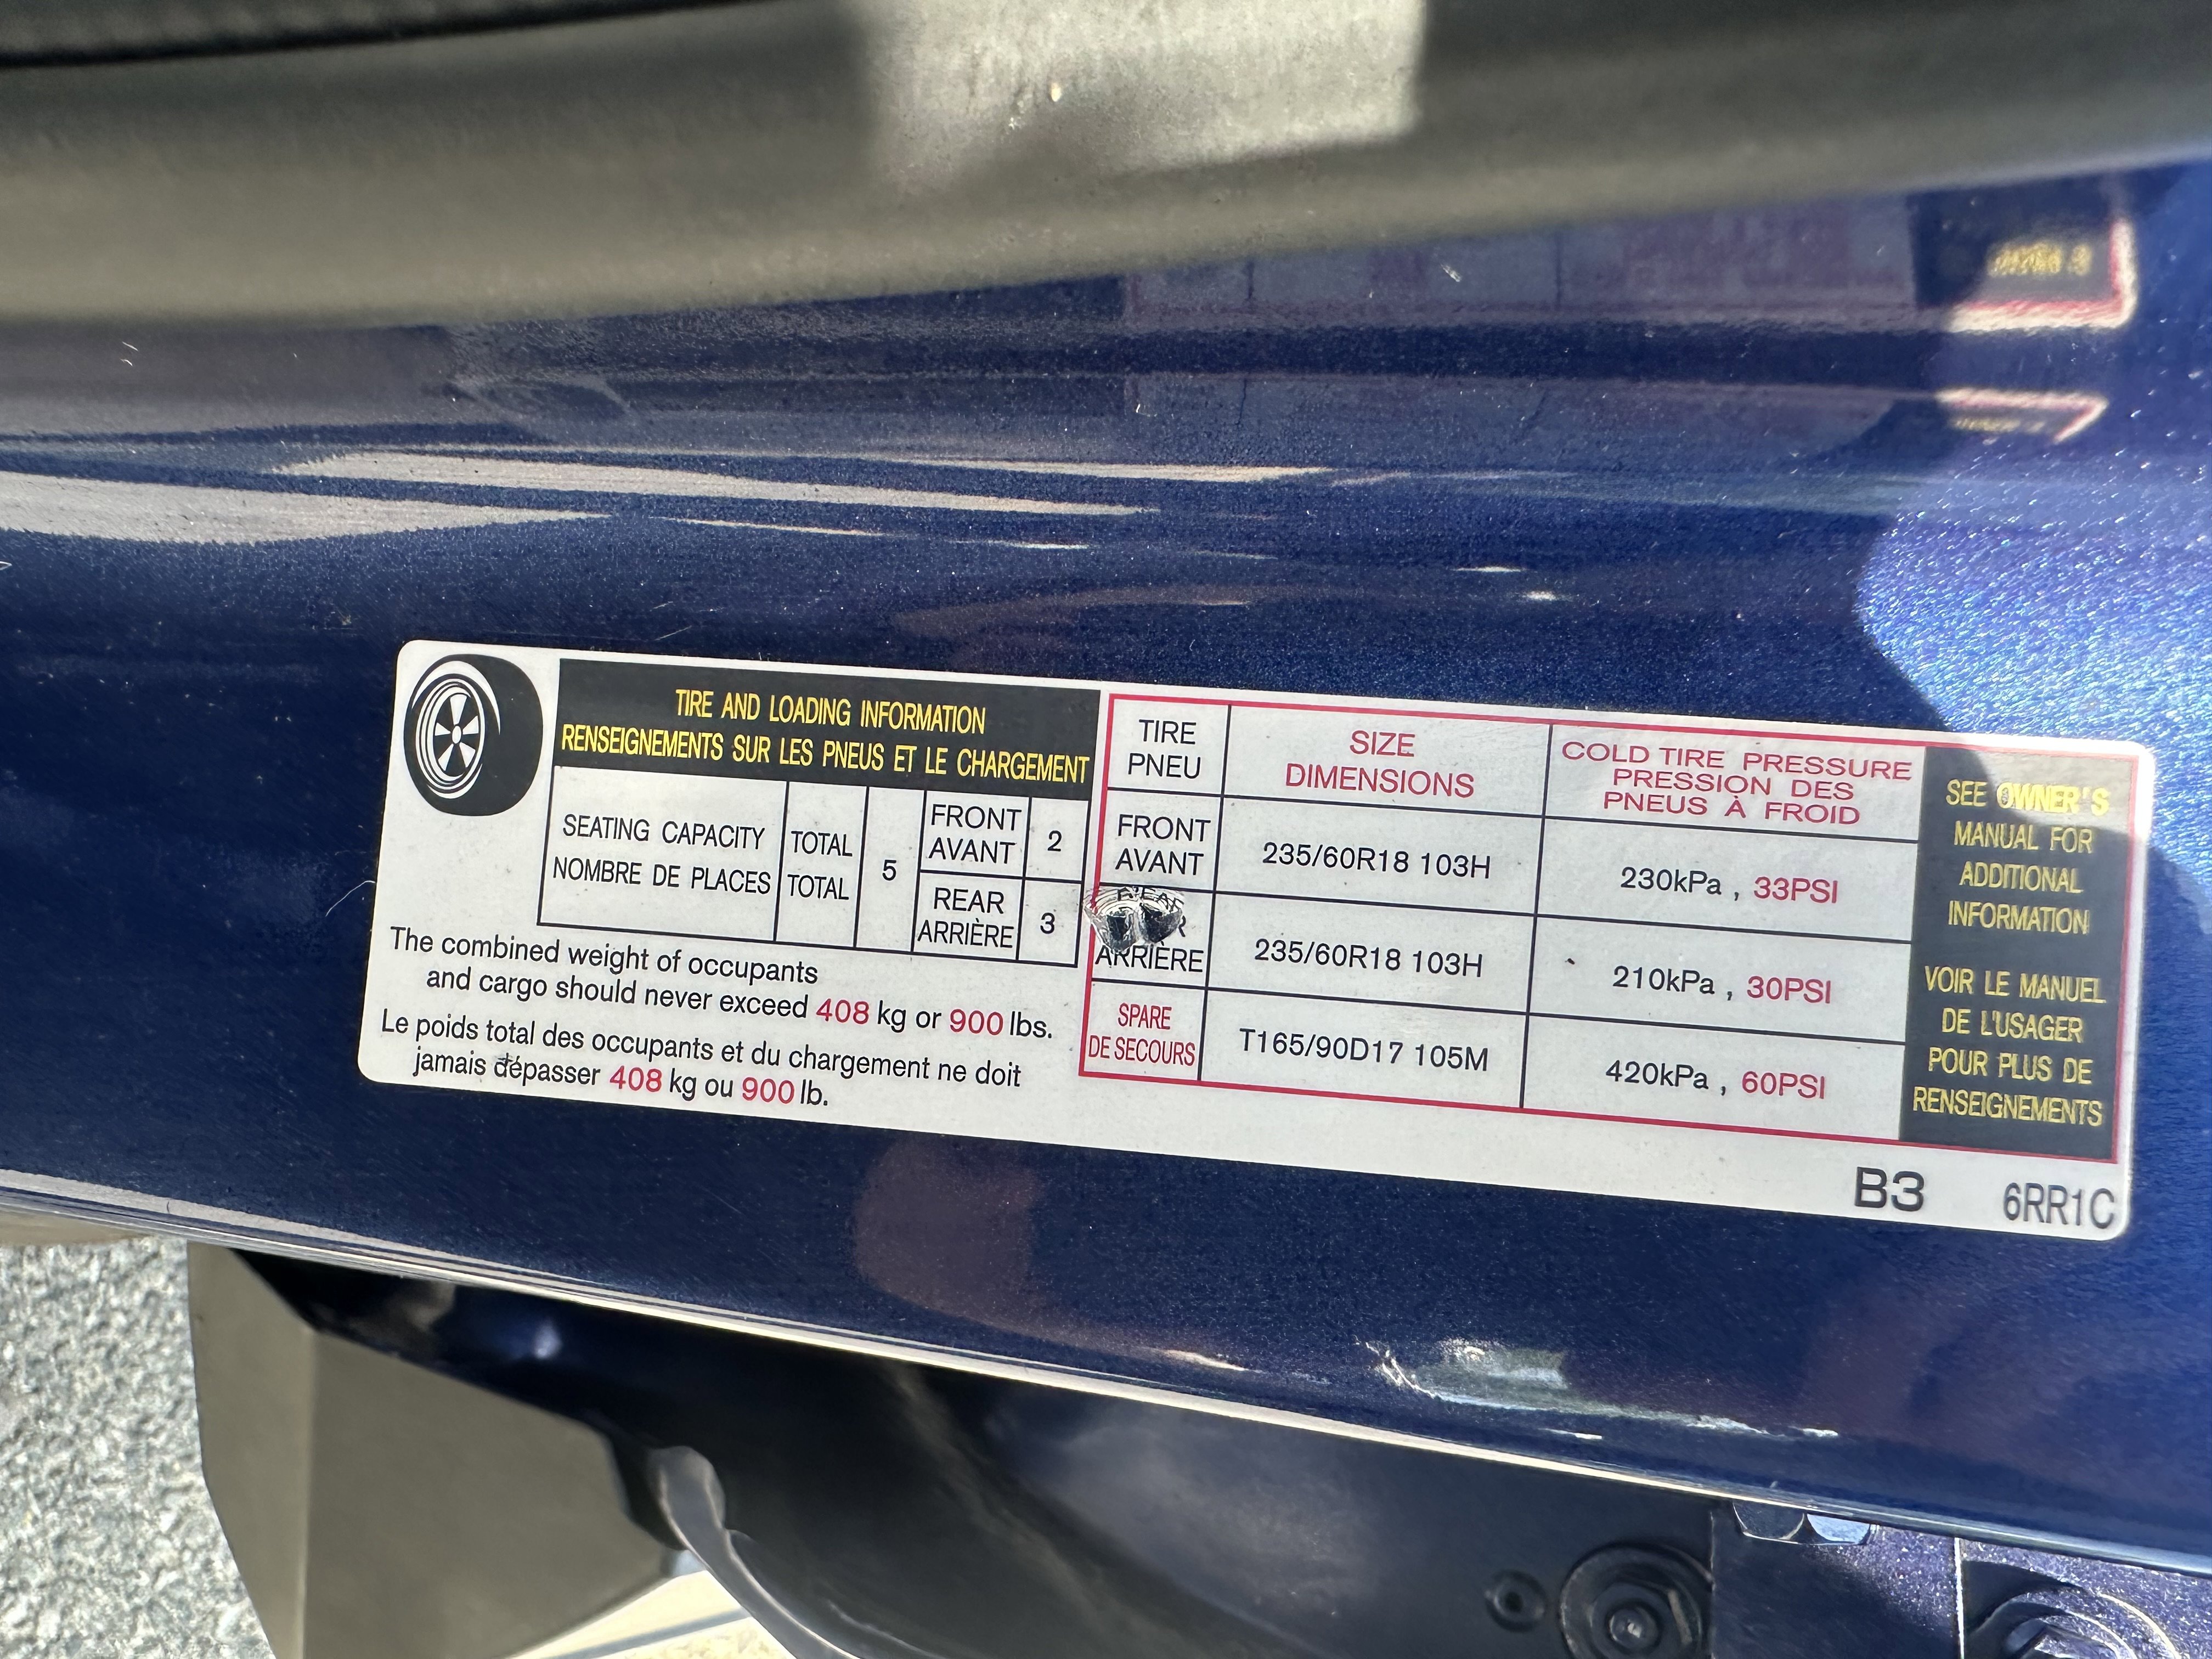 TIRE AND LOADING INFORMATION
RENSEIGNEMENTS SUR LES PNEUS ET LE CHARGEMENT
SEATING CAPACITY
NOMBRE DE PLACES
TOTAL
TOTAL
5
FRONT
AVANT
2
REAR
ARRIÈRE
3
The combined weight of occupants
and cargo should never exceed 408 kg or 900 lbs.
Le poids total des occupants et du chargement ne doit
jamais dépasser 408 kg ou 900 lb.
TIRE
PNEU
SIZE
DIMENSIONS
COLD TIRE PRESSURE
PRESSION DES
PNEUS À FROID
FRONT
AVANT
235/60R18 103H
230kPa , 33PSI
ARRIÈRE
235/60R18 103H
210kPa , 30PSI
SPARE
DE SECOURS
T165/90D17 105M
420kPa , 60PSI
SEE OWNER'S
MANUAL FOR
ADDITIONAL
INFORMATION
VOIR LE MANUEL
DE L'USAGER
POUR PLUS DE
RENSEIGNEMENTS
B3 6RR1C